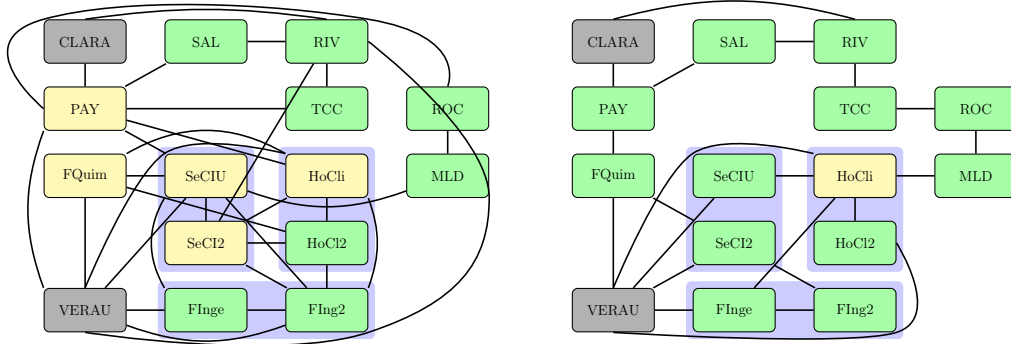 CLARA SAL RIV
PAY TCC ROC
FQuim SeCIU HoCli MLD
SeCI2 HoCl2
VERAU FInge FIng2
CLARA SAL RIV
PAY TCC ROC
FQuim SeCIU HoCli MLD
SeCI2 HoCl2
VERAU FInge FIng2